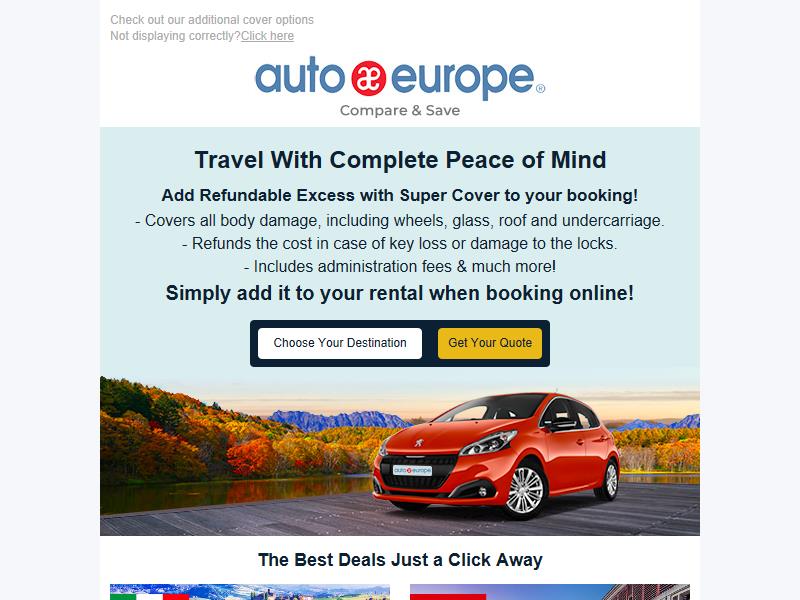 Check out our additional cover options
Not displaying correctly?Click here
auto æ europe®
Compare & Save
Travel With Complete Peace of Mind
Add Refundable Excess with Super Cover to your booking!
- Covers all body damage, including wheels, glass, roof and undercarriage.
- Refunds the cost in case of key loss or damage to the locks.
- Includes administration fees & much more!
Simply add it to your rental when booking online!
Choose Your Destination
Get Your Quote
auto europe
The Best Deals Just a Click Away